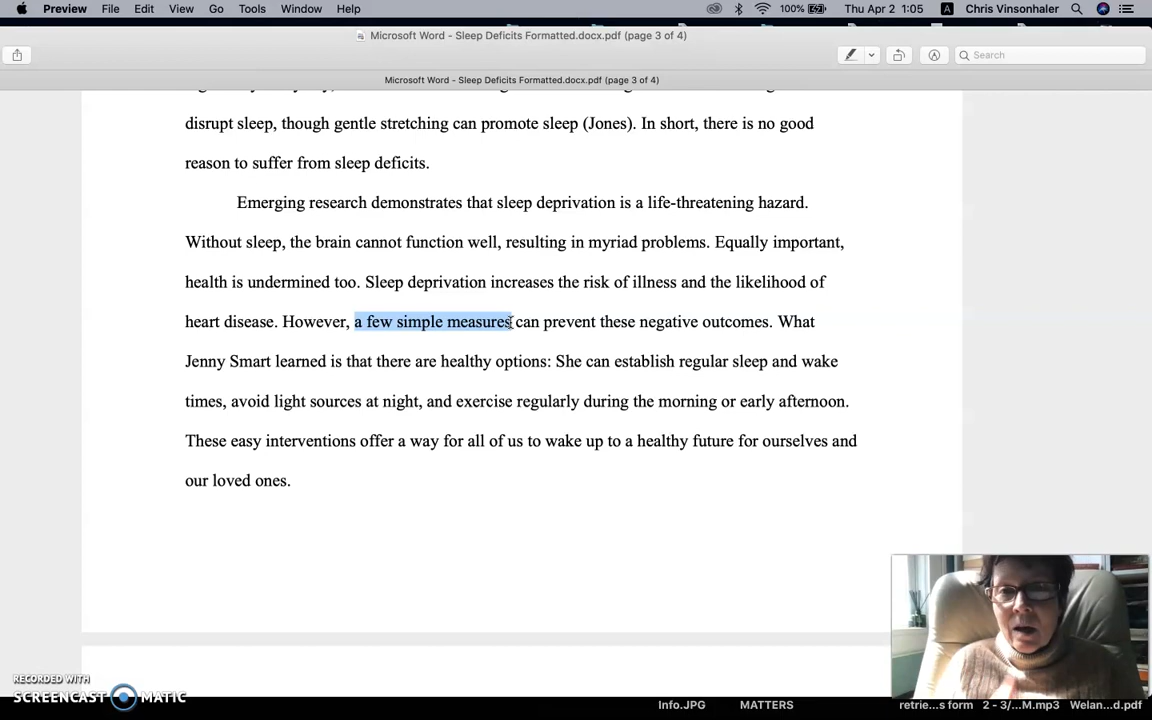 Preview File Edit View Go Tools Window Help 100% Thu Apr 2 1:05 A Chris Vinsonhaler
Microsoft Word - Sleep Deficits Formatted.docx.pdf (page 3 of 4)
Search
Microsoft Word - Sleep Deficits Formatted.docx.pdf (page 3 of 4)
disrupt sleep, though gentle stretching can promote sleep (Jones). In short, there is no good
reason to suffer from sleep deficits.
Emerging research demonstrates that sleep deprivation is a life-threatening hazard.
Without sleep, the brain cannot function well, resulting in myriad problems. Equally important,
health is undermined too. Sleep deprivation increases the risk of illness and the likelihood of
heart disease. However, a few simple measures can prevent these negative outcomes. What
Jenny Smart learned is that there are healthy options: She can establish regular sleep and wake
times, avoid light sources at night, and exercise regularly during the morning or early afternoon.
These easy interventions offer a way for all of us to wake up to a healthy future for ourselves and
our loved ones.
RECORDED WITH
SCREENCAST MATIC
Info.JPG MATTERS retrie...s form 2 - 3/...M.mp3 Welan...d.pdf